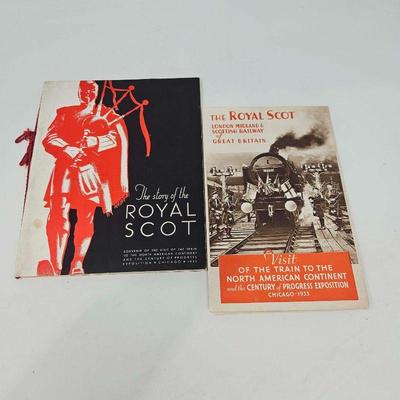 The story of the
ROYAL
SCOT
SOUVENIR OF THE VISIT OF THE TRAIN
TO THE NORTH AMERICAN CONTINENT
AND THE CENTURY OF PROGRESS
EXPOSITION • CHICAGO • 1933
THE ROYAL SCOT
LONDON MIDLAND &
SCOTTISH RAILWAY
of
GREAT BRITAIN
Visit
OF THE TRAIN TO THE
NORTH AMERICAN CONTINENT
and the CENTURY of PROGRESS EXPOSITION
CHICAGO - 1933